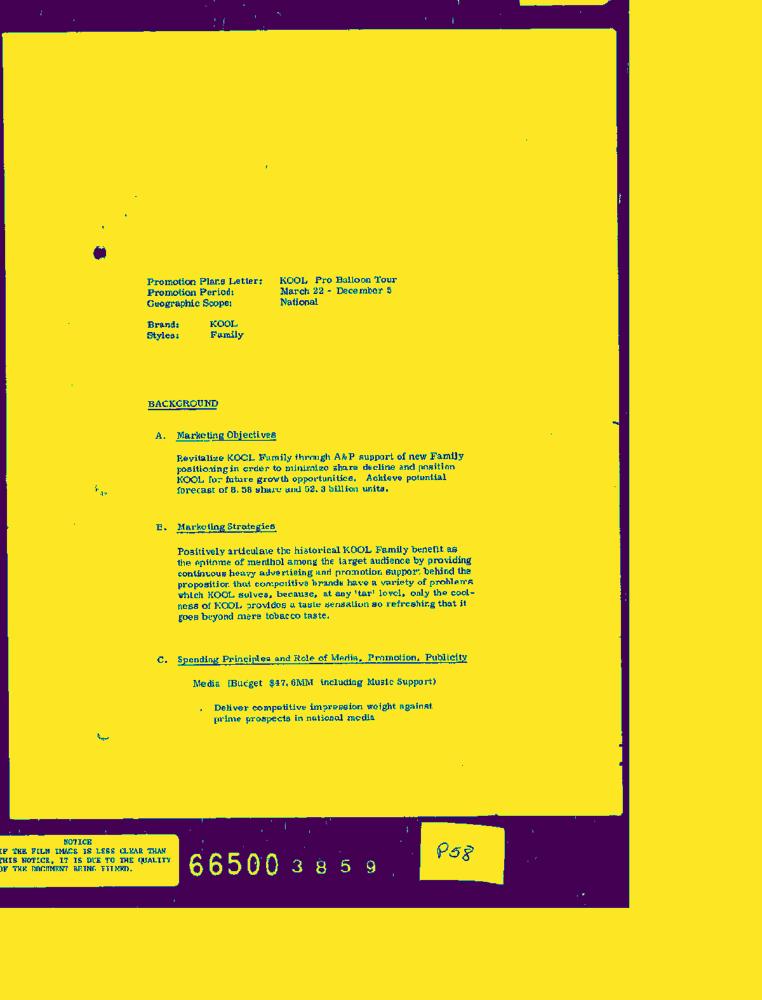 Promotion Plans Letter: KOOL Pro Balloon Tour
Promotion Period: March 22 - December 5
Geographic Scope: National
Brand: KOOL
Styles: Family
BACKGROUND
A. Marketing Objectives
Revitalize KOOL Family through A&P support of new Family
positioning in order to minimize share decline and position
KOOL for future growth opportunities. Achieve potential
forecast of 8.58 share and 52.3 billion units.
B. Marketing Strategies
Positively articulate the historical KOOL Family benefit as
the epitome of menthol among the target audience by providing
continuous heavy advertising and promotion support behind the
proposition that competitive brands have a variety of problems
which KOOL solves, because, at any 'tar' level, only the cool-
ness of KOOL provides a taste sensation so refreshing that it
goes beyond mere tobacco taste.
C. Spending Principles and Role of Media, Promotion, Publicity
Media (Budget $47.6MM including Music Support)
. Deliver competitive impression weight against
prime prospects in national media
NOTICE
IF THE FILM IMAGE IS LESS CLEAR THAN
THIS NOTICE, IT IS DUE TO THE QUALITY
OF THE DOCUMENT BEING FILMED.
66500 3859
P58